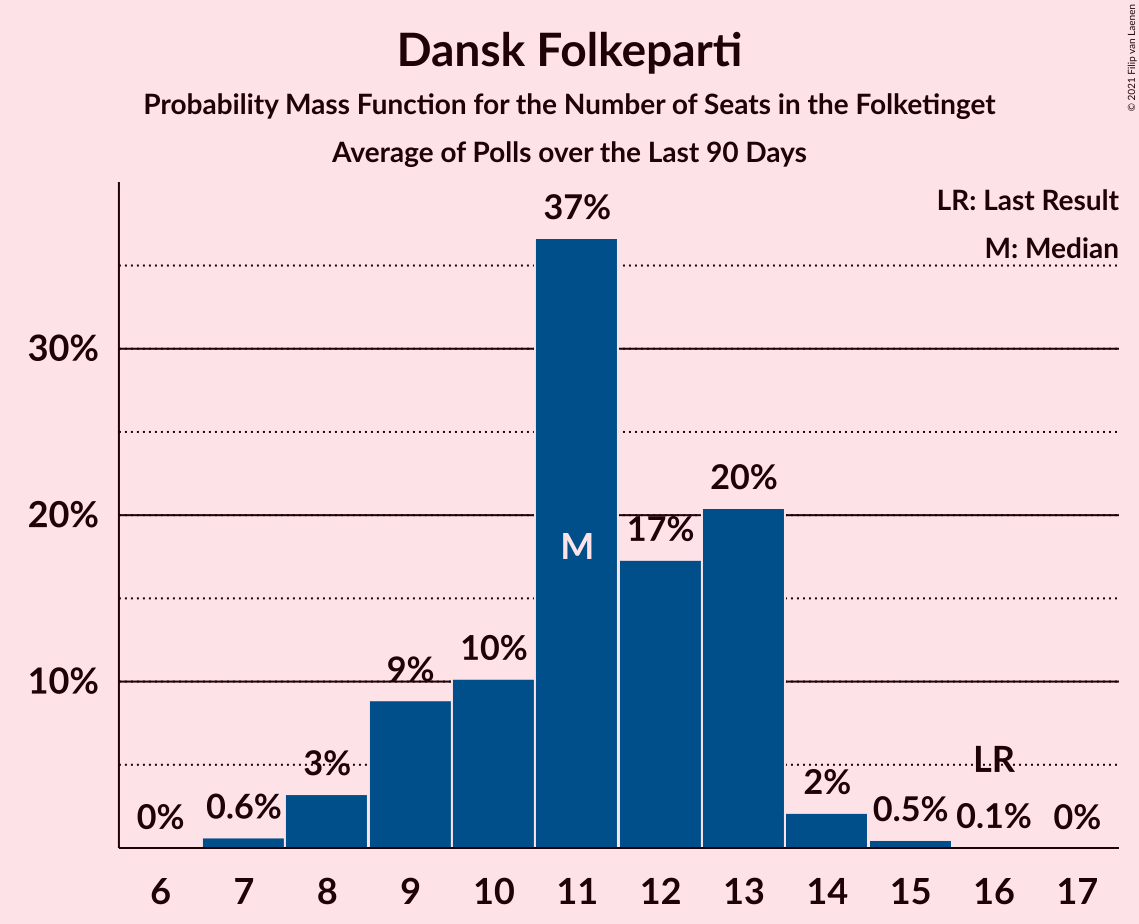 © 2021 Filip van Laenen
Dansk Folkeparti
Probability Mass Function for the Number of Seats in the Folketinget
Average of Polls over the Last 90 Days
LR: Last Result
M: Median
30%
20%
10%
0%
0.6%
3%
9%
10%
37%
M
17%
20%
2%
0.5%
LR
0.1%
0%
6 7 8 9 10 11 12 13 14 15 16 17